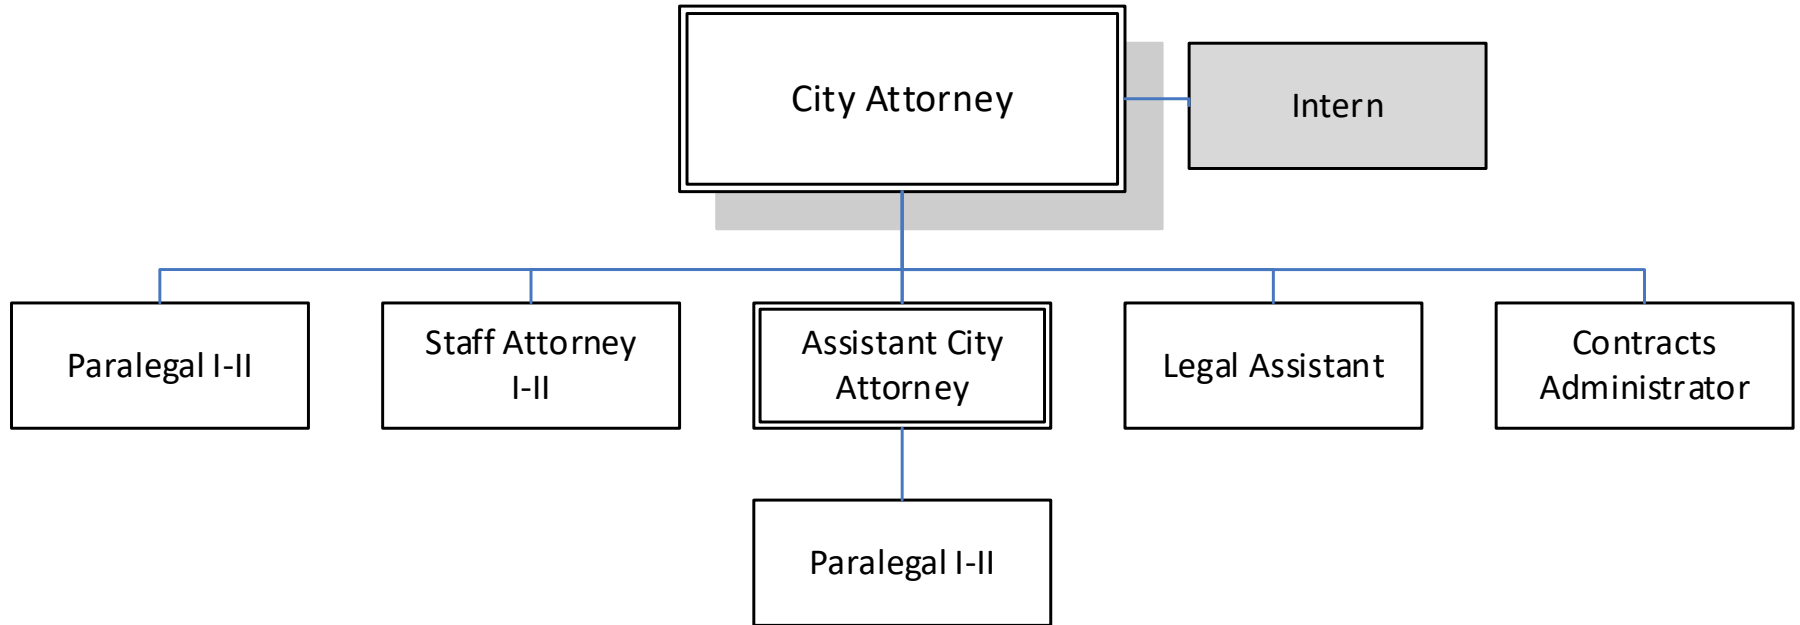 City Attorney
Intern
Paralegal I-II
Staff Attorney
I-II
Assistant City
Attorney
Legal Assistant
Contracts
Administrator
Paralegal I-II